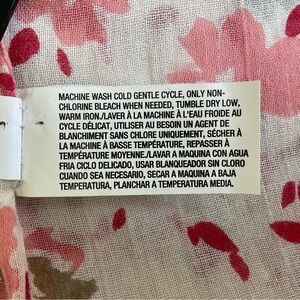 MACHINE WASH COLD GENTLE CYCLE, ONLY NON-
CHLORINE BLEACH WHEN NEEDED, TUMBLE DRY LOW,
WARM IRON./LAVER À LA MACHINE À L'EAU FROIDE AU
CYCLE DÉLICAT, UTILISER AU BESOIN UN AGENT DE
BLANCHIMENT SANS CHLORE UNIQUEMENT, SÉCHER À
LA MACHINE À BASSE TEMPÉRATURE, REPASSER À
TEMPÉRATURE MOYENNE/LAVAR A MAQUINA CON AGUA
FRIA CICLO DELICADO, USAR BLANQUEADOR SIN CLORO
CUANDO SEA NECESARIO, SECAR A MAQUINA A BAJA
TEMPERATURA, PLANCHAR A TEMPERATURA MEDIA.